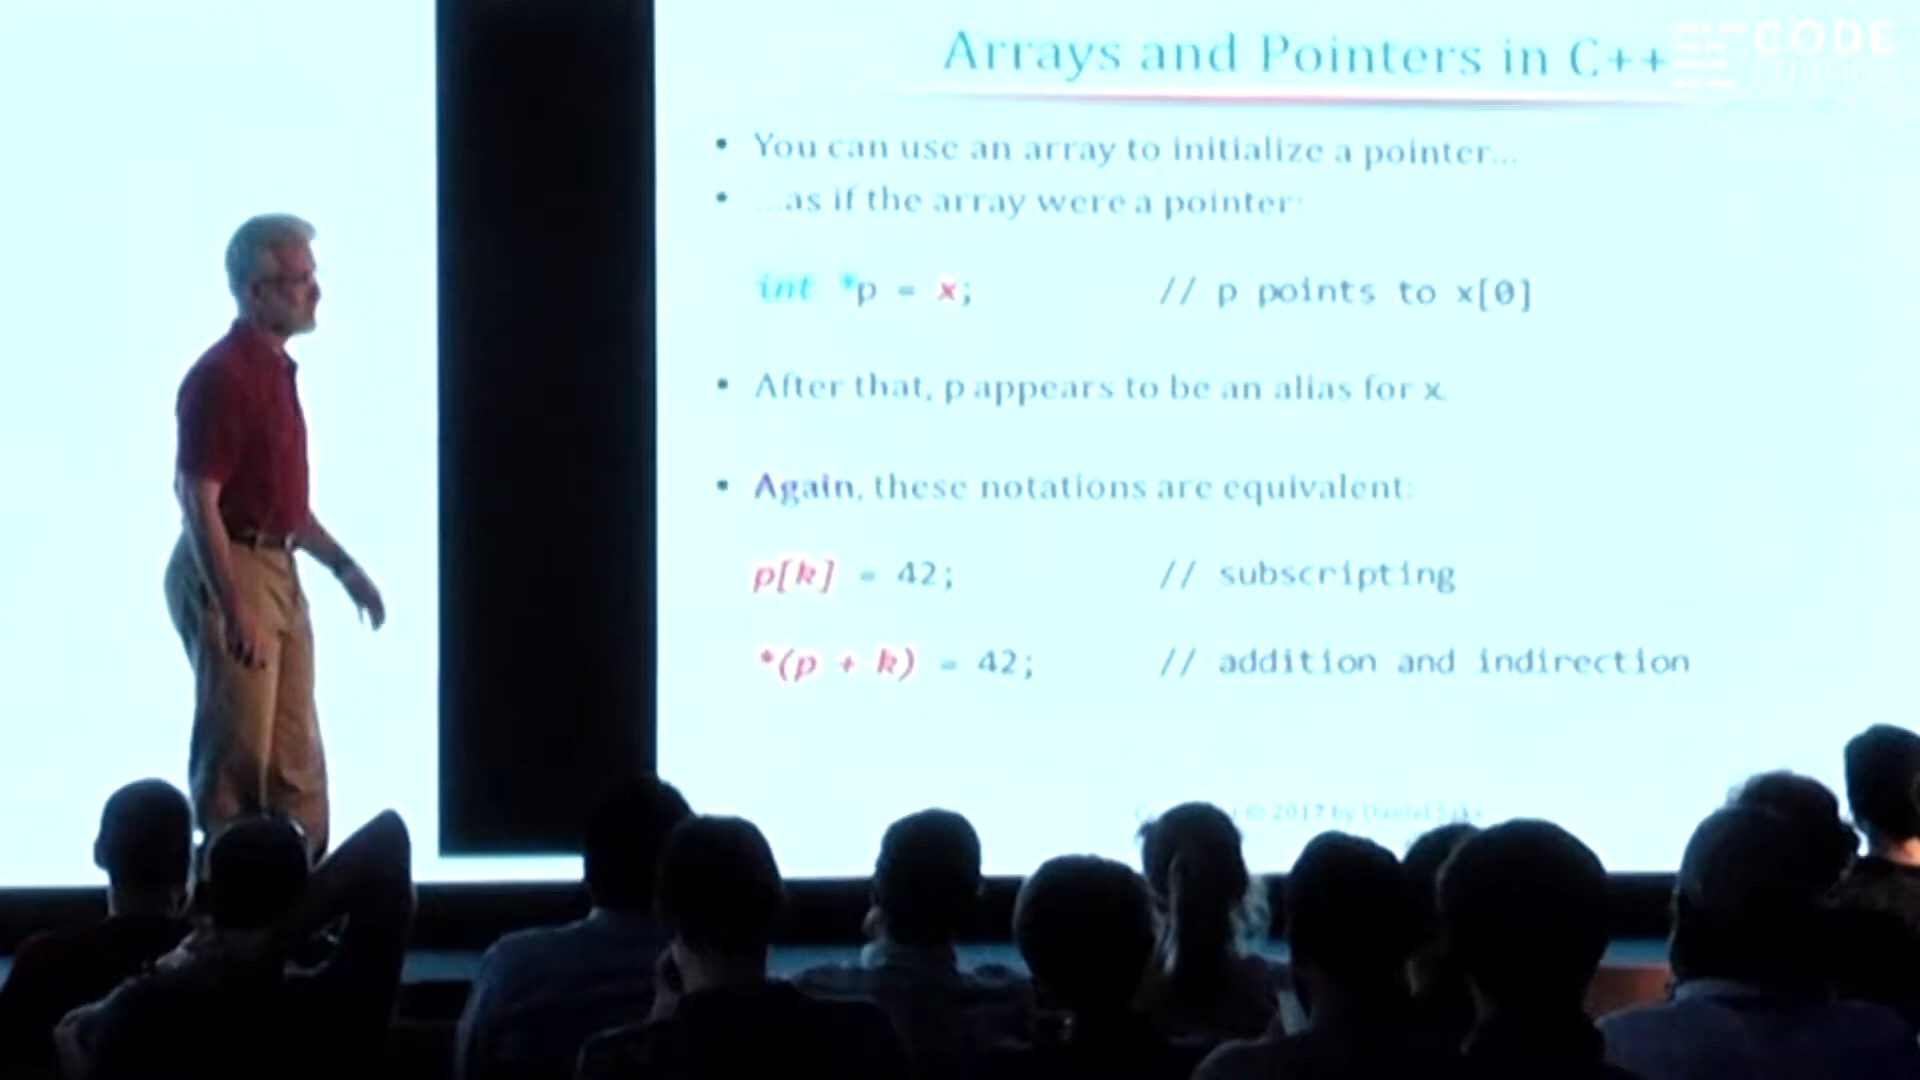 Arrays and Pointers in C++
CODE
• You can use an array to initialize a pointer...
• ...as if the array were a pointer:
int *p = x; // p points to x[0]
• After that, p appears to be an alias for x.
• Again, these notations are equivalent:
p[k] = 42; // subscripting
*(p + k) = 42; // addition and indirection
© 2017 by Daniel Saks